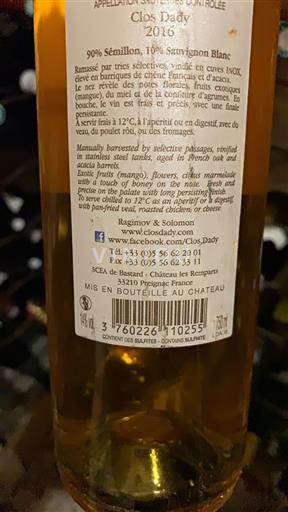 APPELLATION SAUTERNES CONTRÔLÉE
Clos Dady
2016
90% Sémillon, 10% Sauvignon Blanc
Ramassé par tries sélectives, vinifié en cuves INOX,
élevé en barriques de chêne Français et d'acacia.
Le nez révèle des notes florales, fruits exotiques
(mangue), du miel et de la confiture d'agrumes. En
bouche, le vin est frais et précis, avec une finale
persistante.
A servir frais à 12°C, à l'apéritif ou en digestif, avec du
veau, du poulet rôti, ou des fromages.
Manually harvested by selective passages, vinified
in stainless steel tanks, aged in French oak and
acacia barrels.
Exotic fruits (mango), flowers, citrus marmelade
with a touch of honey on the nose. Fresh and
precise on the palate with long persisting finish.
To serve chilled to 12°C as an aperitif or a digestif,
with pan-fried veal, roasted chicken, or cheese.
Ragimov & Solomon
www.closdady.com
www.facebook.com/Clos.Dady
Tél. +33 (0)5 56 62 20 01
Fax +33 (0)5 56 62 33 11
SCEA de Bastard - Château les Remparts
33210 Preignac France
MIS EN BOUTEILLE AU CHATEAU
14% vol.
3 760226 110255
750 ml
CONTIENT DES SULFITES - CONTAINS SULPHITE